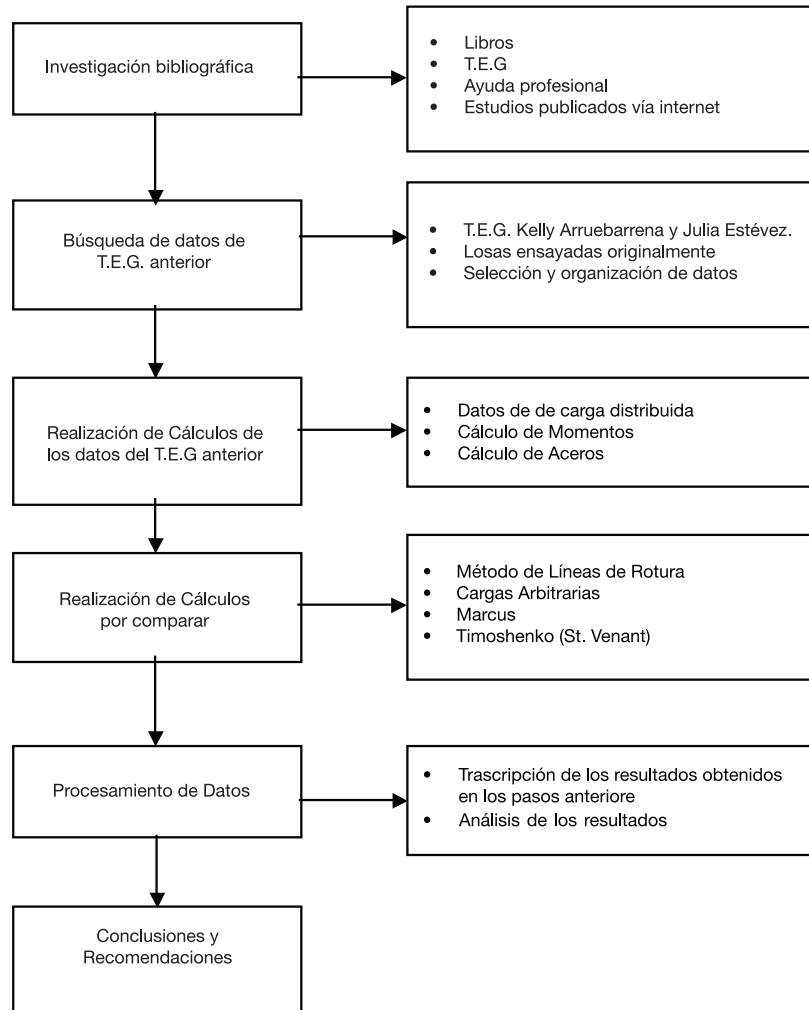 Investigación bibliográfica
• Libros
• T.E.G
• Ayuda profesional
• Estudios publicados vía internet
Búsqueda de datos de
T.E.G. anterior
• T.E.G. Kelly Arruebarrena y Julia Estévez.
• Losas ensayadas originalmente
• Selección y organización de datos
Realización de Cálculos de
los datos del T.E.G anterior
• Datos de de carga distribuida
• Cálculo de Momentos
• Cálculo de Aceros
Realización de Cálculos
por comparar
• Método de Líneas de Rotura
• Cargas Arbitrarias
• Marcus
• Timoshenko (St. Venant)
Procesamiento de Datos
• Trascripción de los resultados obtenidos
en los pasos anteriore
• Análisis de los resultados
Conclusiones y
Recomendaciones